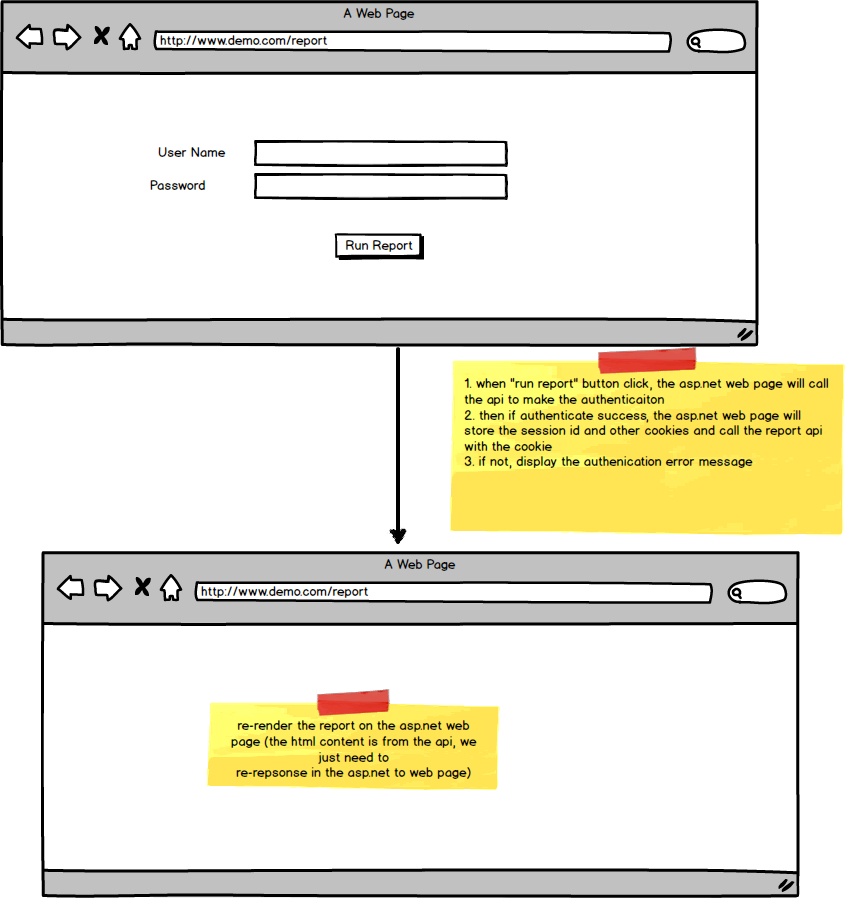 A Web Page
http://www.demo.com/report
User Name
Password
Run Report
1. when "run report" button click, the asp.net web page will call
the api to make the authenticaiton
2. then if authenticate success, the asp.net web page will
store the session id and other cookies and call the report api
with the cookie
3. if not, display the authenication error message
A Web Page
http://www.demo.com/report
re-render the report on the asp.net web
page (the html content is from the api, we
just need to
re-repsonse in the asp.net to web page)